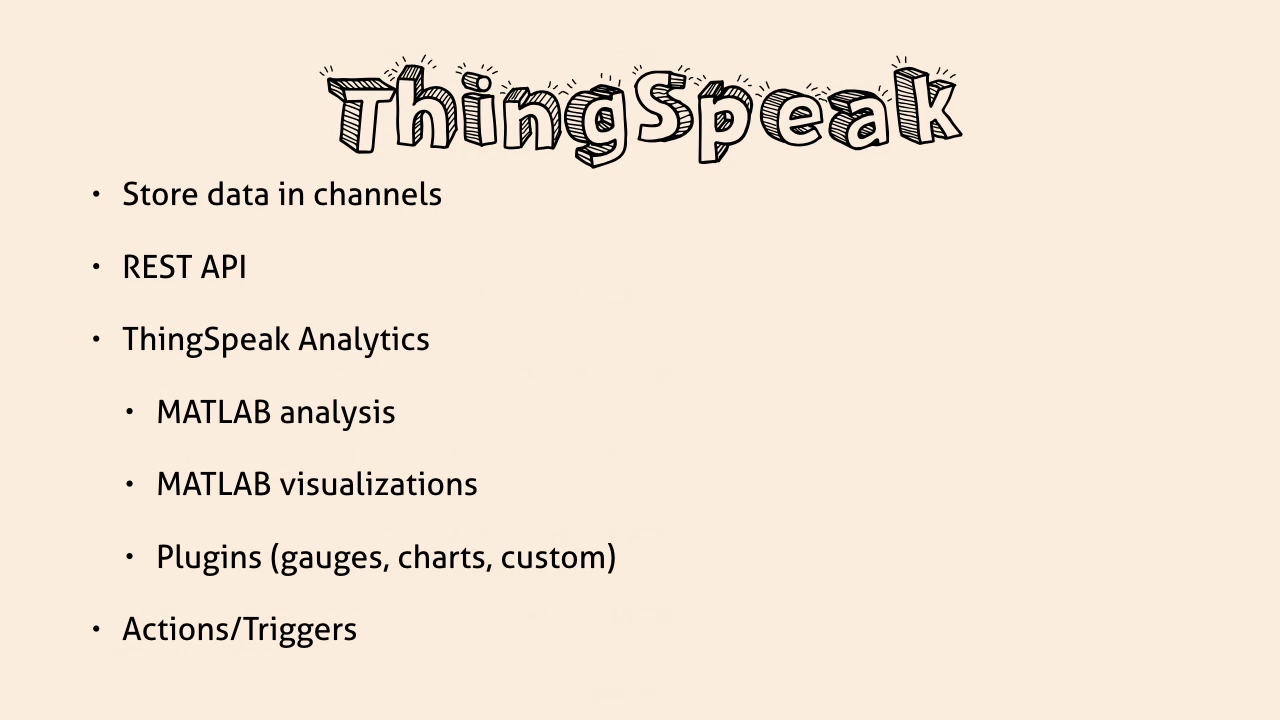 ThingSpeak
• Store data in channels
• REST API
• ThingSpeak Analytics
• MATLAB analysis
• MATLAB visualizations
• Plugins (gauges, charts, custom)
• Actions/Triggers